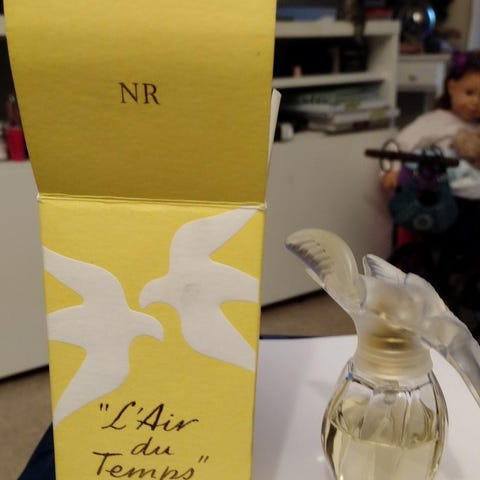 NR
"L'Air
du
Temps"